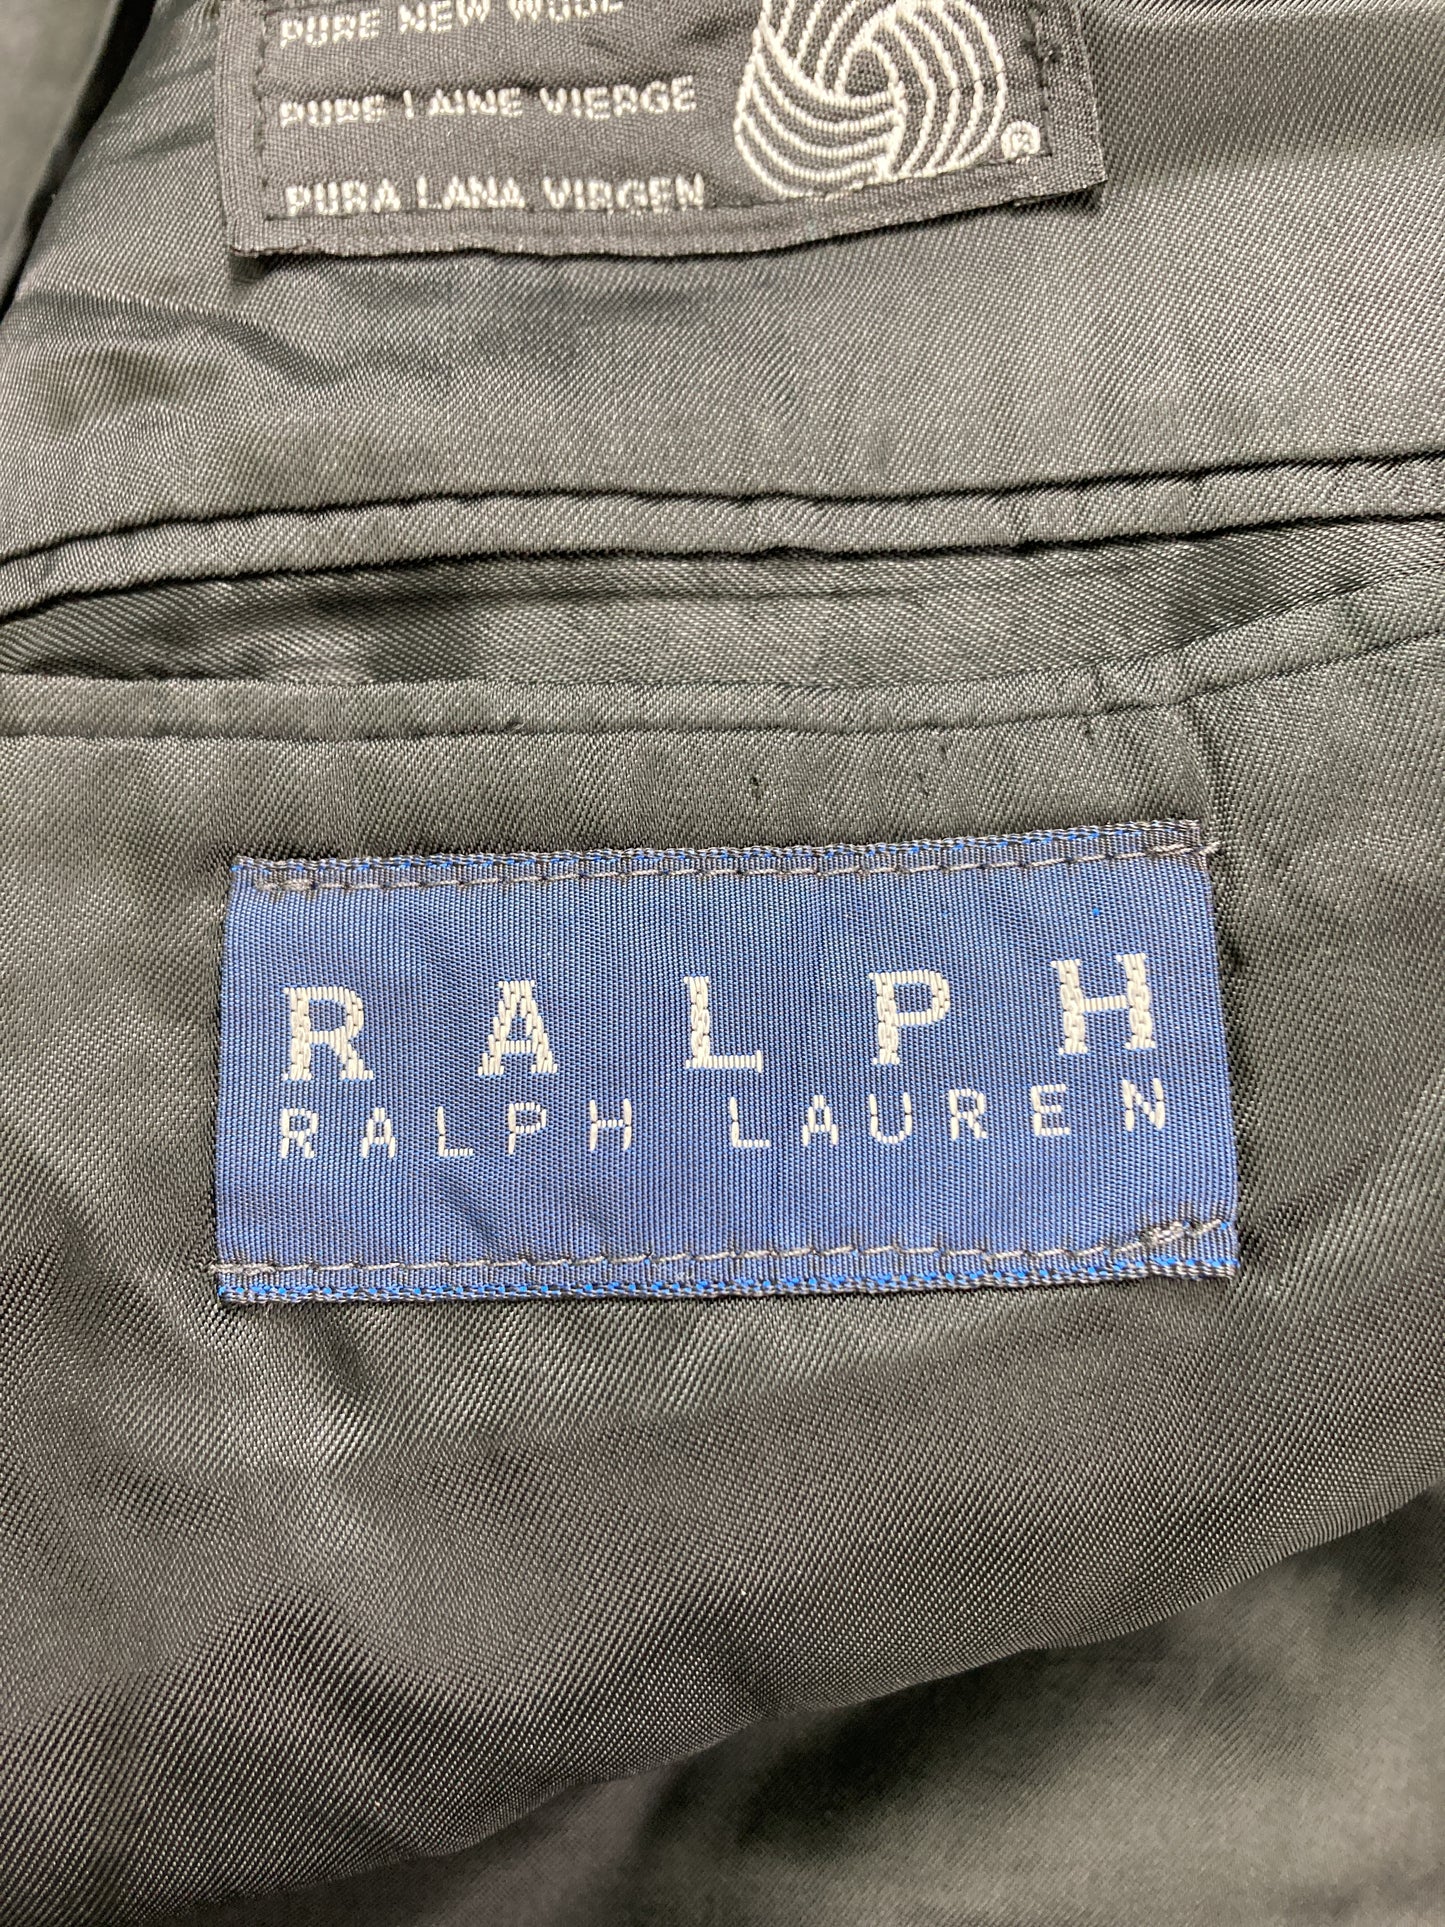 PURE NEW WOOL
PURE LAINE VIERGE
PURA LANA VIRGEN
®
RALPH
RALPH LAUREN